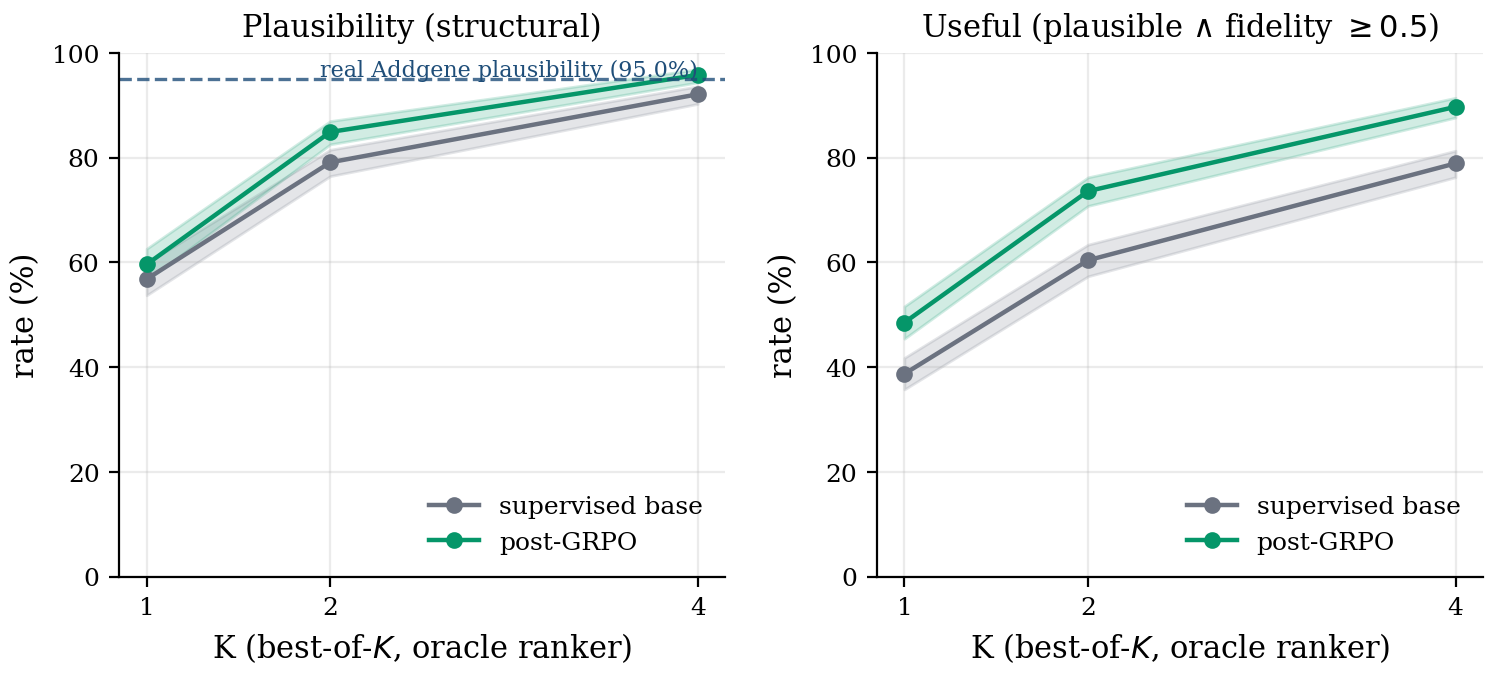 Plausibility (structural)
100
80
60
40
20
0
rate (%)
real Addgene plausibility (95.0%)
supervised base
post-GRPO
1
2
4
K (best-of-K, oracle ranker)
Useful (plausible ∧ fidelity ≥0.5)
100
80
60
40
20
0
rate (%)
supervised base
post-GRPO
1
2
4
K (best-of-K, oracle ranker)